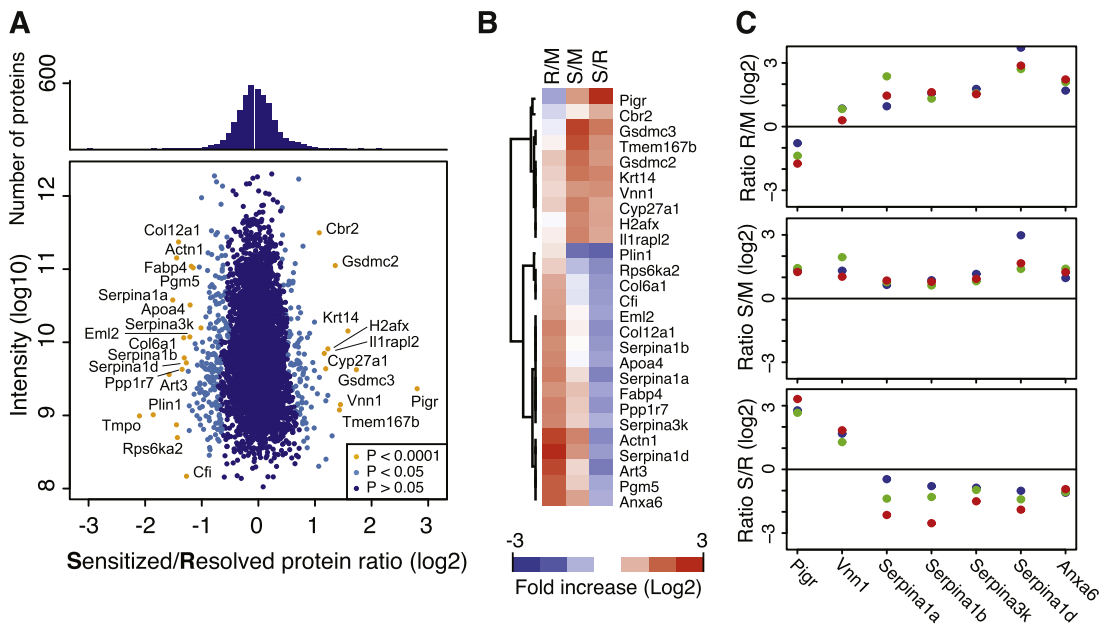 A
Number of proteins
600
Intensity (log10)
12
11
10
9
8
Col12a1
Actn1
Fabp4
Pgm5
Serpina1a
Apoa4
Serpina3k
Eml2
Col6a1
Serpina1b
Serpina1d
Ppp1r7
Art3
Plin1
Tmpo
Rps6ka2
Cfi
Cbr2
Gsdmc2
Krt14
H2afx
Il1rapl2
Cyp27a1
Gsdmc3
Vnn1
Pigr
Tmem167b
P < 0.0001
P < 0.05
P > 0.05
-3 -2 -1 0 1 2 3
Sensitized/Resolved protein ratio (log2)
B
R/M S/M S/R
Pigr
Cbr2
Gsdmc3
Tmem167b
Gsdmc2
Krt14
Vnn1
Cyp27a1
H2afx
Il1rapl2
Plin1
Rps6ka2
Col6a1
Cfi
Eml2
Col12a1
Serpina1b
Apoa4
Serpina1a
Fabp4
Ppp1r7
Serpina3k
Actn1
Serpina1d
Art3
Pgm5
Anxa6
-3 3
Fold increase (Log2)
C
Ratio R/M (log2)
3
0
-3
Ratio S/M (log2)
3
0
-3
Ratio S/R (log2)
3
0
-3
Pigr
Vnn1
Serpina1a
Serpina1b
Serpina3k
Serpina1d
Anxa6